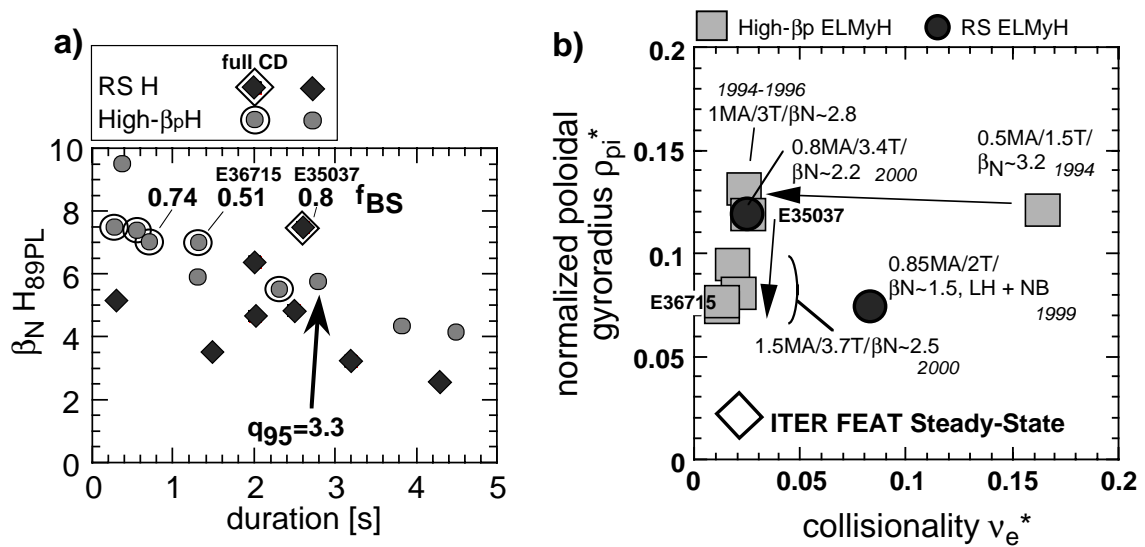 a)
full CD
RS H
High-βpH
10
8
6
4
2
0
βN H89PL
E36715 E35037
0.74 0.51 0.8 fBS
q95=3.3
0 1 2 3 4 5
duration [s]
b)
High-βp ELMyH RS ELMyH
0.2
0.15
0.1
0.05
0
normalized poloidal
gyroradius ρpi*
1994-1996
1MA/3T/βN~2.8
0.8MA/3.4T/
βN~2.2 2000
0.5MA/1.5T/
βN~3.2 1994
E35037
0.85MA/2T/
βN~1.5, LH + NB
1999
E36715
1.5MA/3.7T/βN~2.5
2000
ITER FEAT Steady-State
0 0.05 0.1 0.15 0.2
collisionality νe*